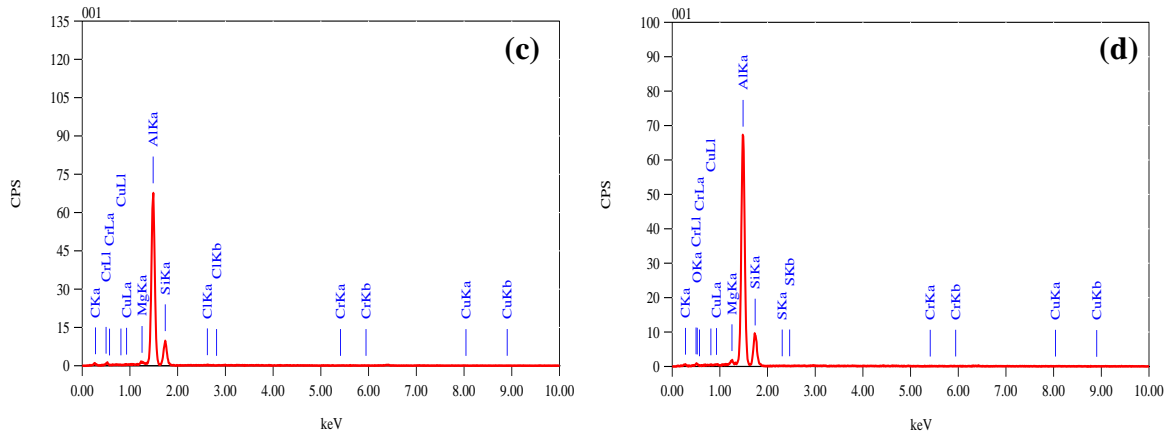 001
(c)
135
120
105
90
75
60
45
30
15
0
CPS
CKa
CrLl
CrLa
CuLl
CuLa
MgKa
AlKa
SiKa
ClKa
ClKb
CrKa
CrKb
CuKa
CuKb
0.00 1.00 2.00 3.00 4.00 5.00 6.00 7.00 8.00 9.00 10.00
keV
001
(d)
100
90
80
70
60
50
40
30
20
10
0
CPS
CKa
OKa
CrLl
CrLa
CuLl
CuLa
MgKa
AlKa
SiKa
SKa
SKb
CrKa
CrKb
CuKa
CuKb
0.00 1.00 2.00 3.00 4.00 5.00 6.00 7.00 8.00 9.00 10.00
keV